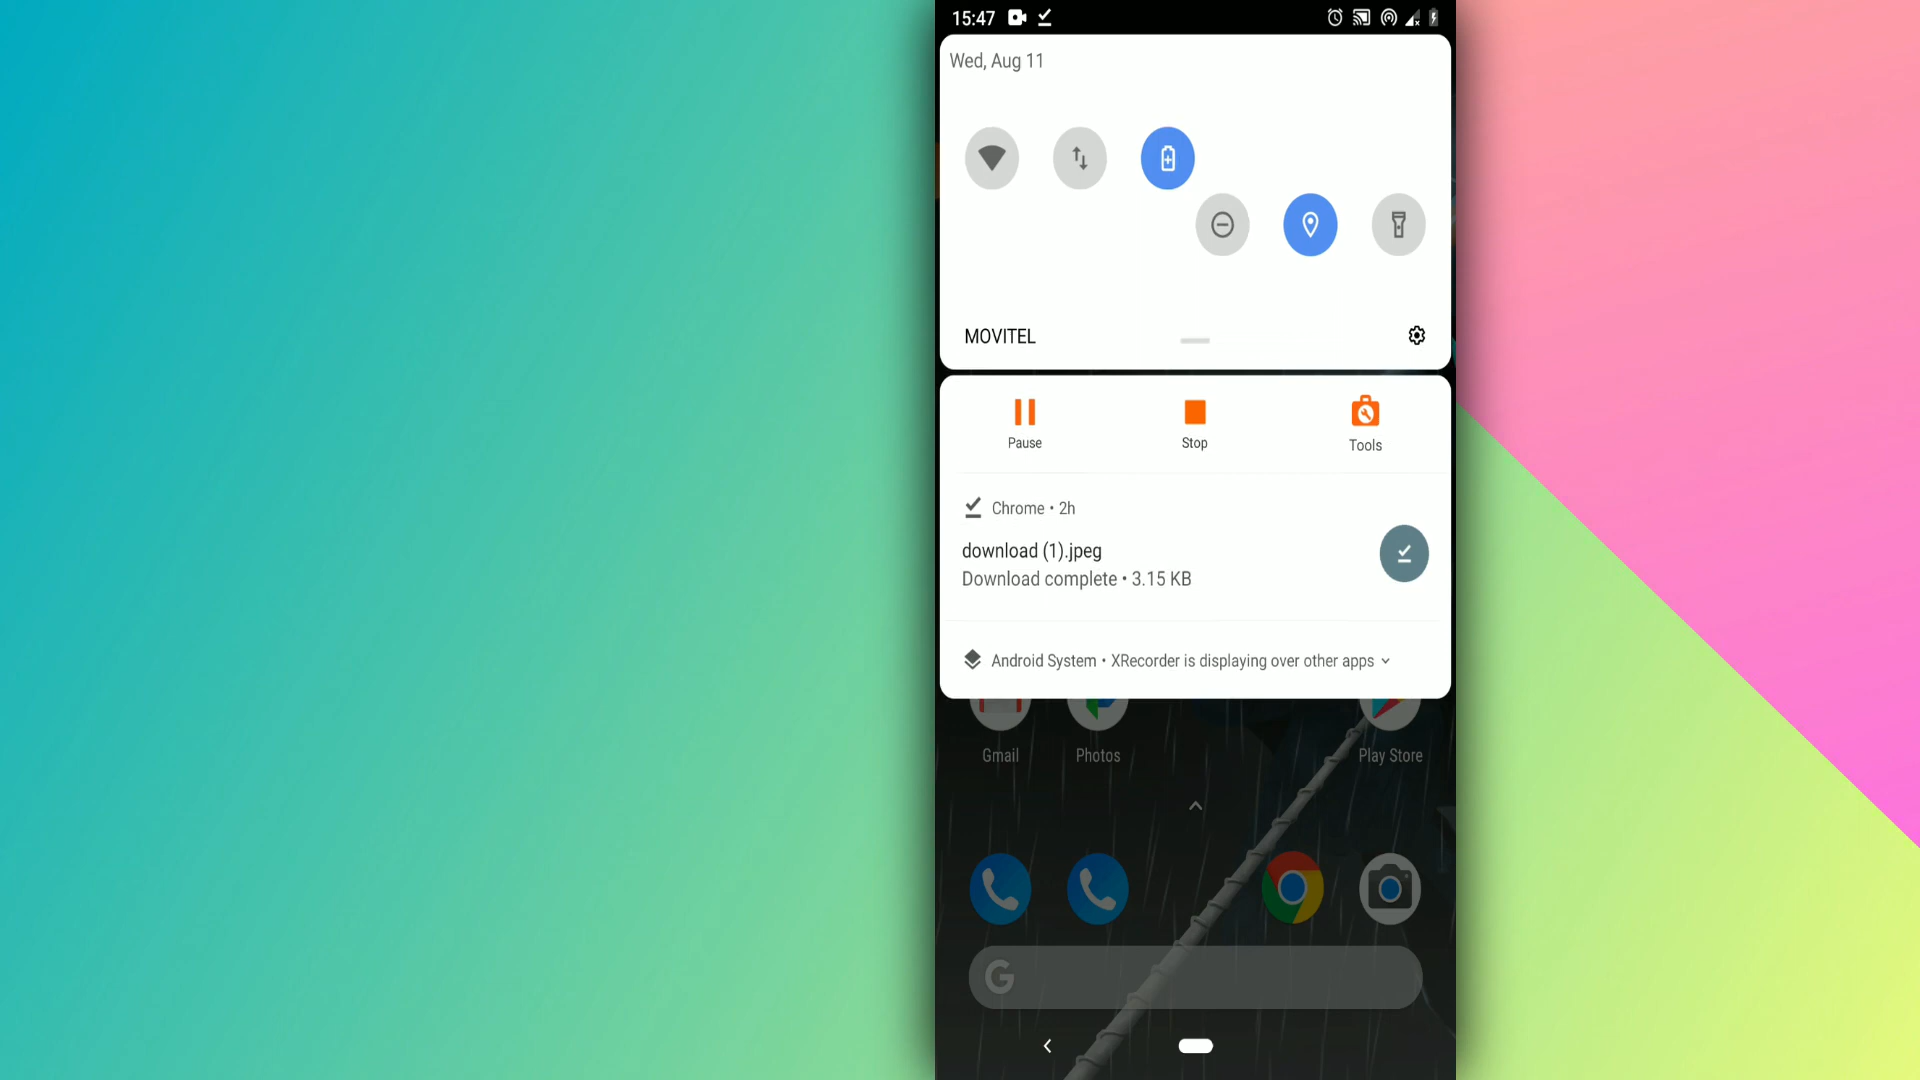 15:47
Wed, Aug 11
MOVITEL
Pause
Stop
Tools
Chrome • 2h
download (1).jpeg
Download complete • 3.15 KB
Android System • XRecorder is displaying over other apps
Gmail
Photos
Play Store
G